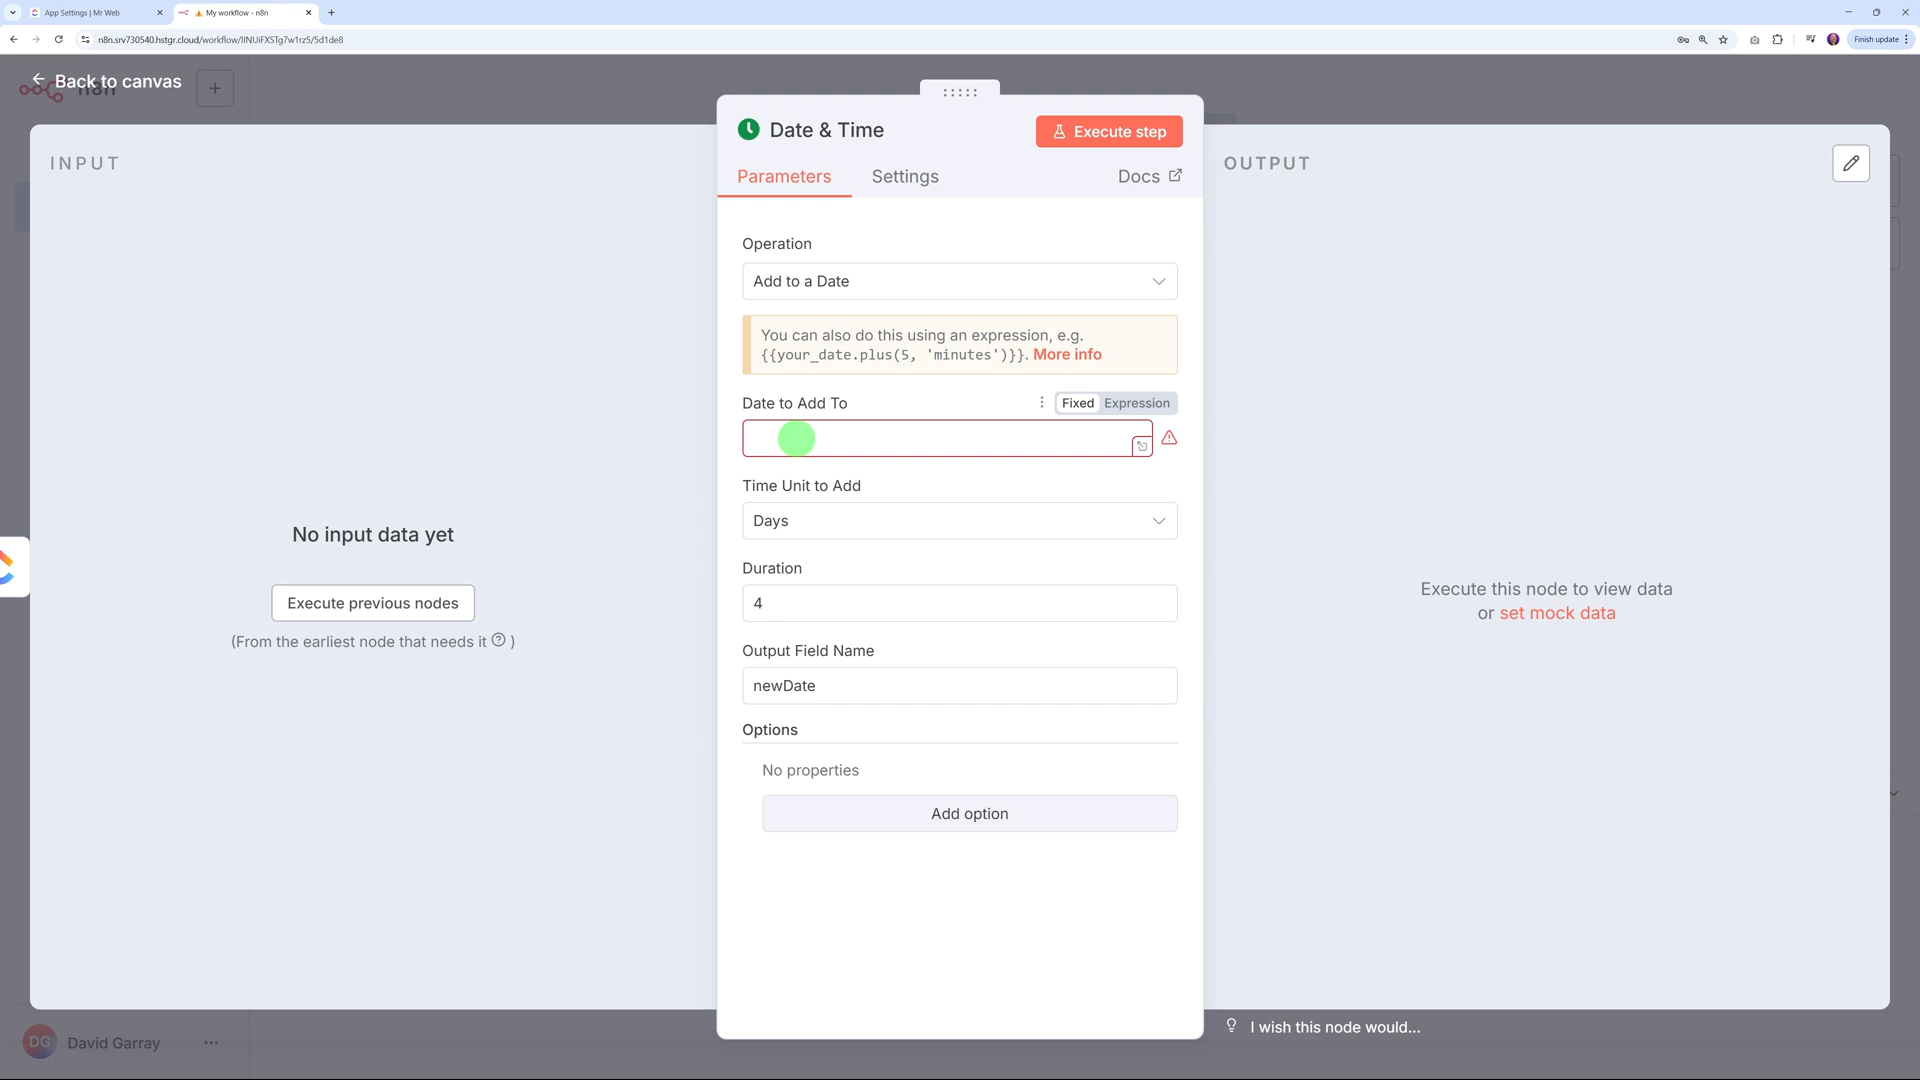 App Settings | Mr Web
My workflow - n8n
n8n.srv730540.hstgr.cloud/workflow/IINUiFXSTg7w1rz5/5d1de8
Finish update
Back to canvas
n8n
INPUT
Date & Time
Execute step
OUTPUT
Parameters
Settings
Docs
Operation
Add to a Date
You can also do this using an expression, e.g.
{{your_date.plus(5, 'minutes')}}. More info
Date to Add To
Fixed
Expression
Time Unit to Add
Days
No input data yet
Duration
Execute this node to view data
or set mock data
Execute previous nodes
4
(From the earliest node that needs it ? )
Output Field Name
newDate
Options
No properties
Add option
I wish this node would...
DG
David Garray